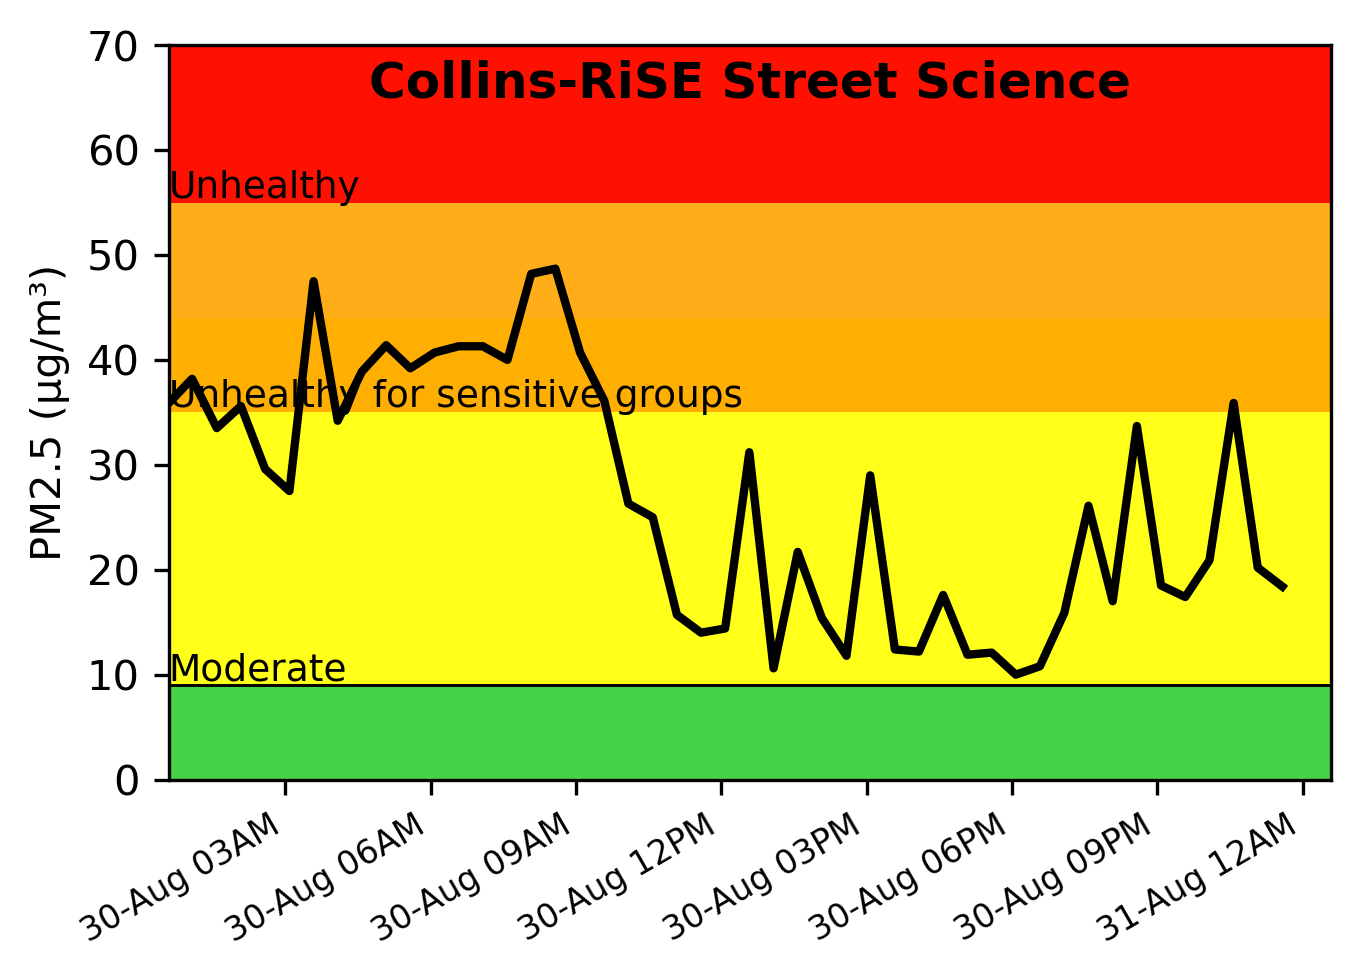 Collins-RiSE Street Science
PM2.5 (µg/m³)
70
60
50
40
30
20
10
0
Unhealthy
Unhealthy for sensitive groups
Moderate
30-Aug 03AM
30-Aug 06AM
30-Aug 09AM
30-Aug 12PM
30-Aug 03PM
30-Aug 06PM
30-Aug 09PM
31-Aug 12AM